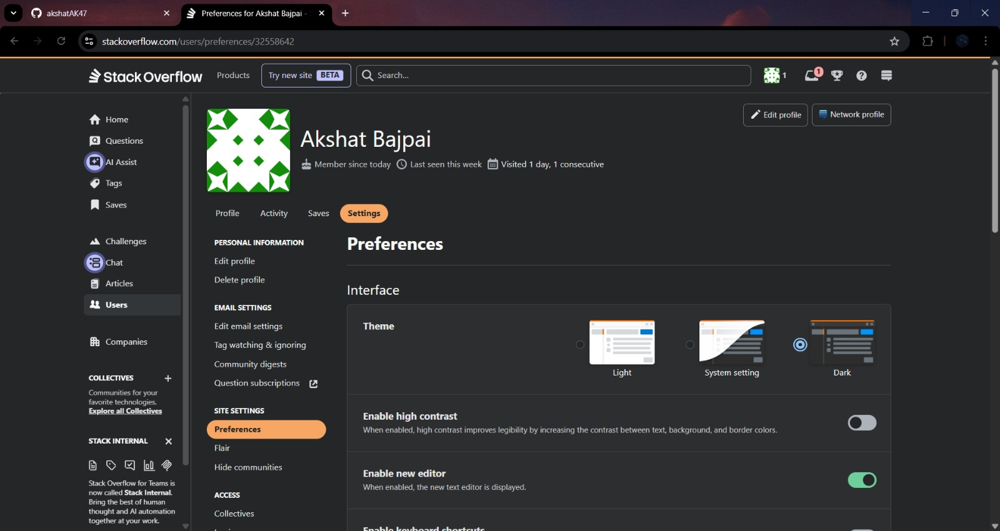 akshatAK47
Preferences for Akshat Bajpai -
stackoverflow.com/users/preferences/32558642
stackoverflow
Products
Try new site BETA
Search...
1
1
Home
Questions
AI Assist
Tags
Saves
Challenges
Chat
Articles
Users
Companies
COLLECTIVES
Communities for your
favorite technologies.
Explore all Collectives
STACK INTERNAL
Stack Overflow for Teams is
now called Stack Internal.
Bring the best of human
thought and AI automation
together at your work.
Edit profile
Network profile
Akshat Bajpai
Member since today
Last seen this week
Visited 1 day, 1 consecutive
Profile
Activity
Saves
Settings
PERSONAL INFORMATION
Edit profile
Delete profile
EMAIL SETTINGS
Edit email settings
Tag watching & ignoring
Community digests
Question subscriptions
SITE SETTINGS
Preferences
Flair
Hide communities
ACCESS
Collectives
Preferences
Interface
Theme
Light
System setting
Dark
Enable high contrast
When enabled, high contrast improves legibility by increasing the contrast between text, background, and border colors.
Enable new editor
When enabled, the new text editor is displayed.
Enable keyboard shortcuts